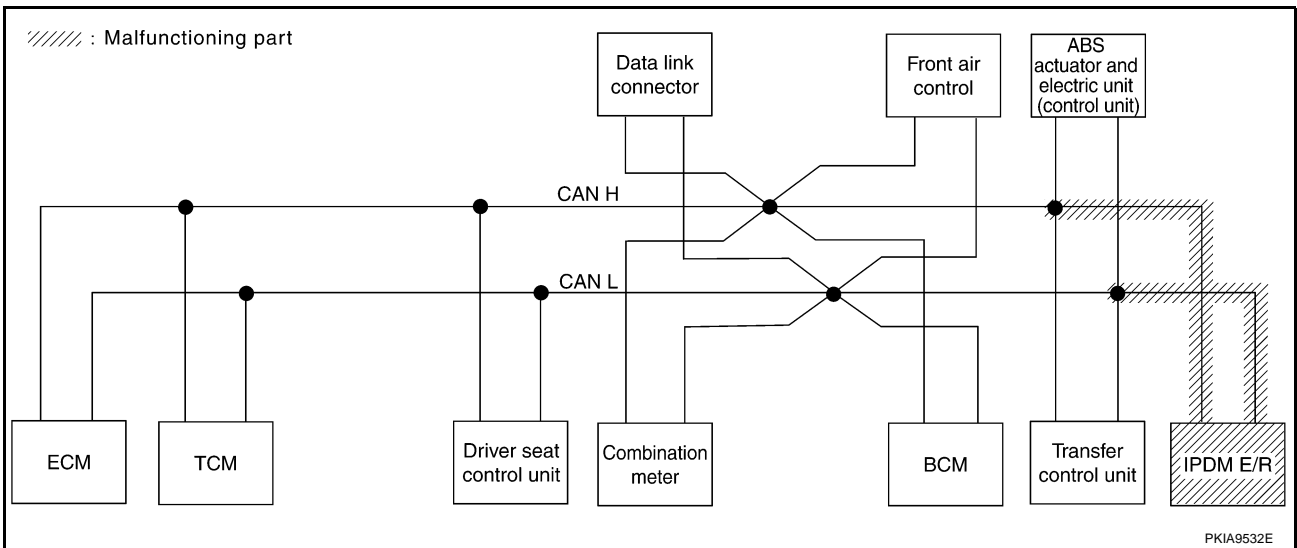 : Malfunctioning part
Data link
connector
Front air
control
ABS
actuator and
electric unit
(control unit)
CAN H
CAN L
ECM
TCM
Driver seat
control unit
Combination
meter
BCM
Transfer
control unit
IPDM E/R
PKIA9532E